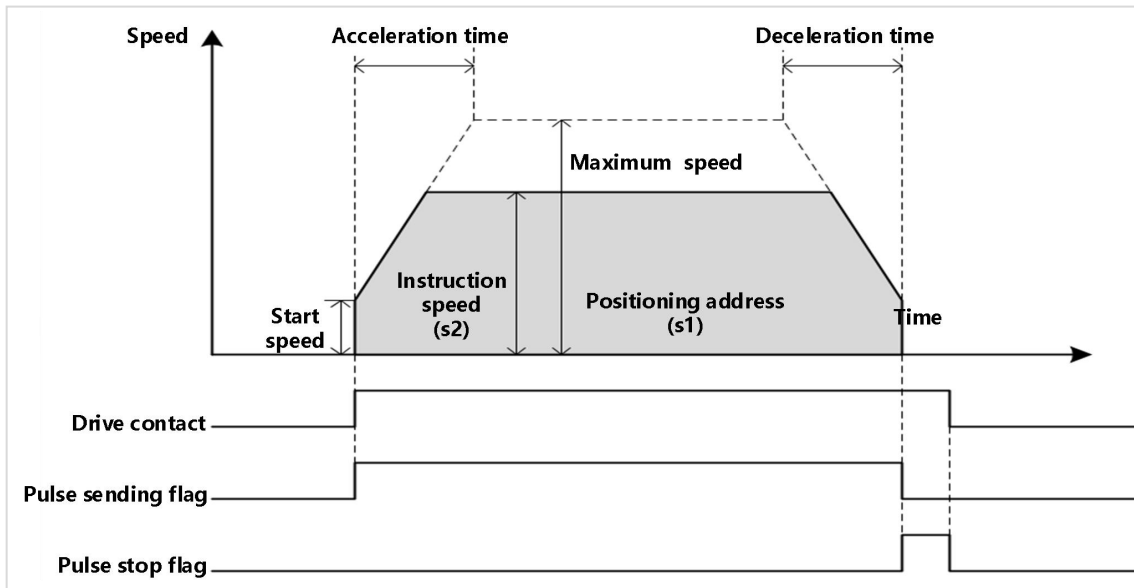 Speed
Acceleration time
Deceleration time
Maximum speed
Instruction
speed
(s2)
Positioning address
(s1)
Start
speed
Time
Drive contact
Pulse sending flag
Pulse stop flag